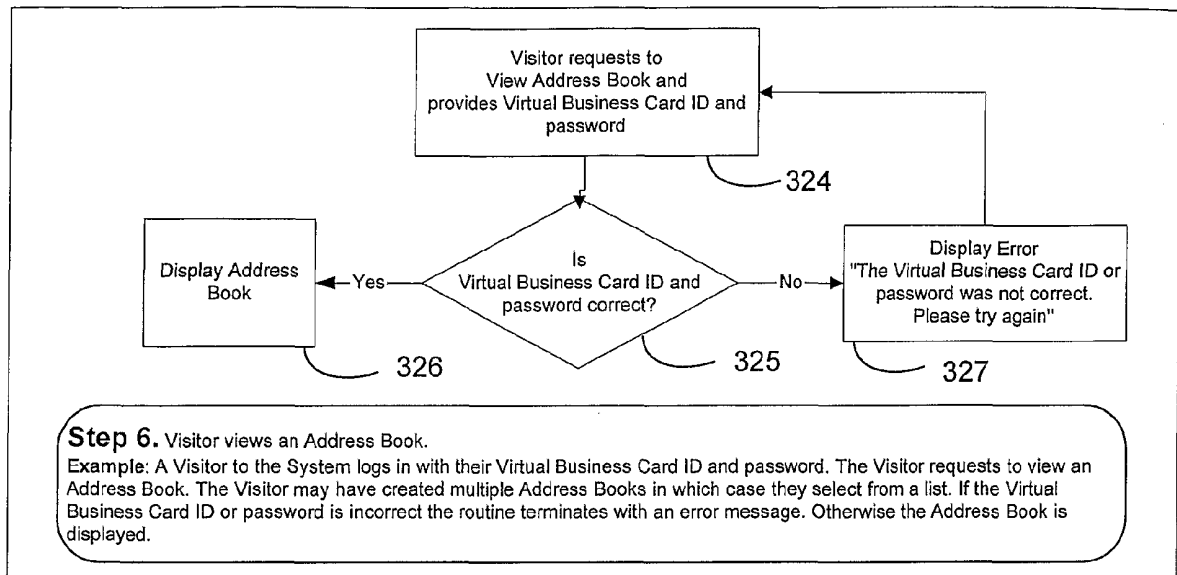 Visitor requests to
View Address Book and
provides Virtual Business Card ID and
password
324
Display Address
Book
326
Yes
Is
Virtual Business Card ID and
password correct?
325
No
Display Error
"The Virtual Business Card ID or
password was not correct.
Please try again"
327
Step 6. Visitor views an Address Book.
Example: A Visitor to the System logs in with their Virtual Business Card ID and password. The Visitor requests to view an
Address Book. The Visitor may have created multiple Address Books in which case they select from a list. If the Virtual
Business Card ID or password is incorrect the routine terminates with an error message. Otherwise the Address Book is
displayed.